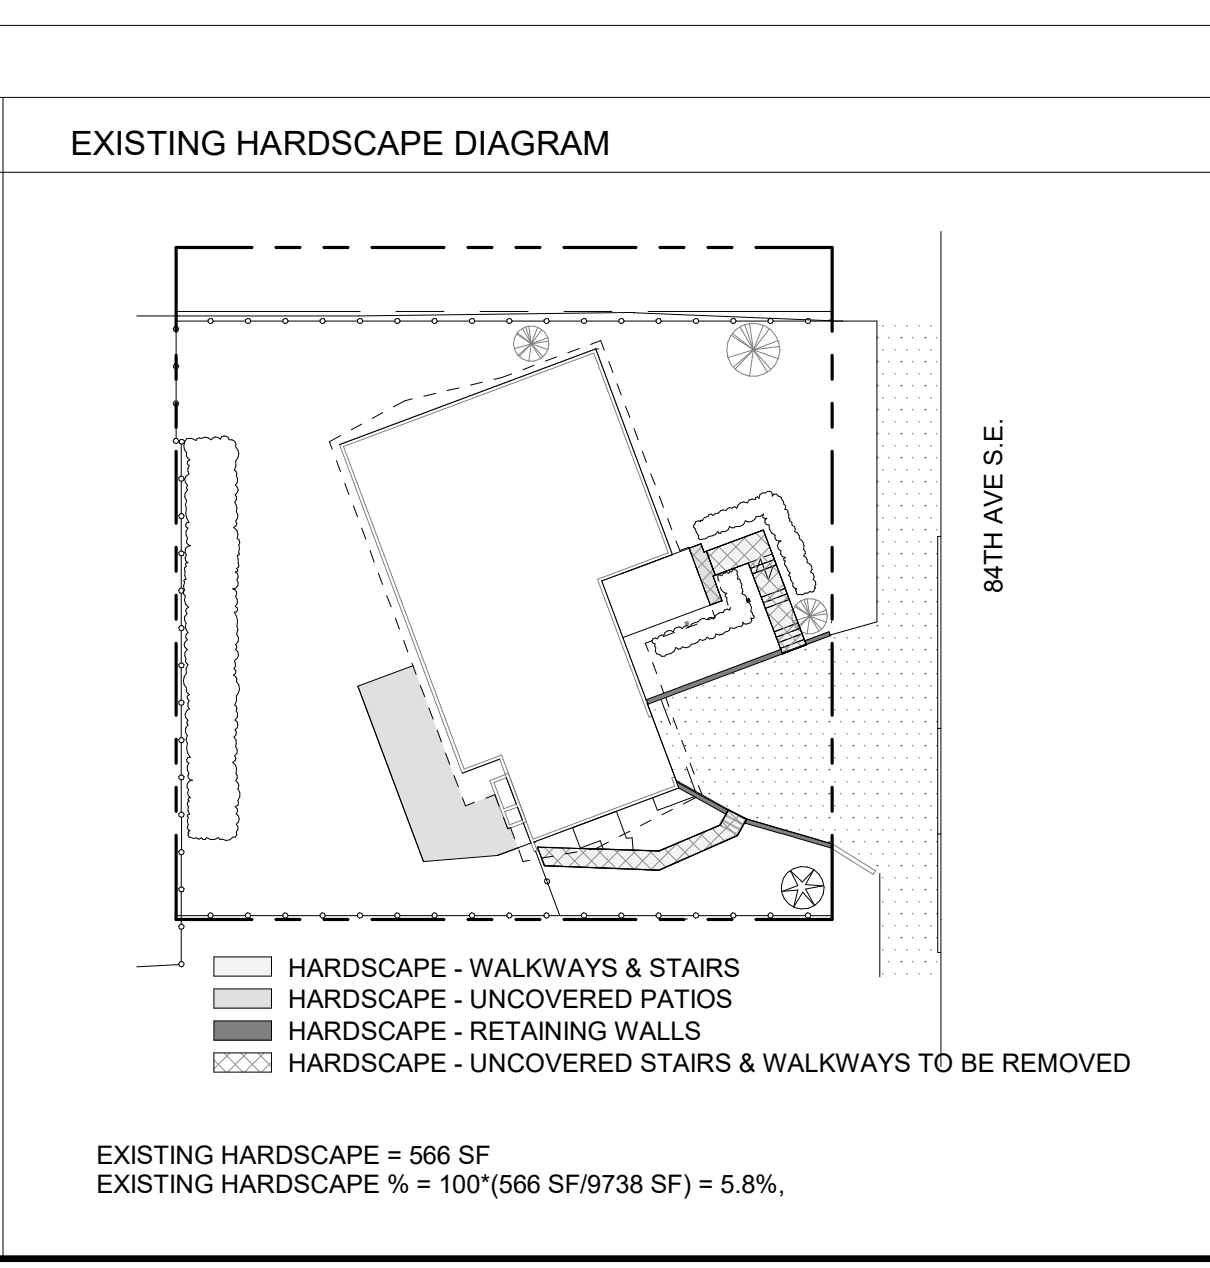 EXISTING HARDSCAPE DIAGRAM
84TH AVE S.E.
HARDSCAPE - WALKWAYS & STAIRS
HARDSCAPE - UNCOVERED PATIOS
HARDSCAPE - RETAINING WALLS
HARDSCAPE - UNCOVERED STAIRS & WALKWAYS TO BE REMOVED
EXISTING HARDSCAPE = 566 SF
EXISTING HARDSCAPE % = 100*(566 SF/9738 SF) = 5.8%,